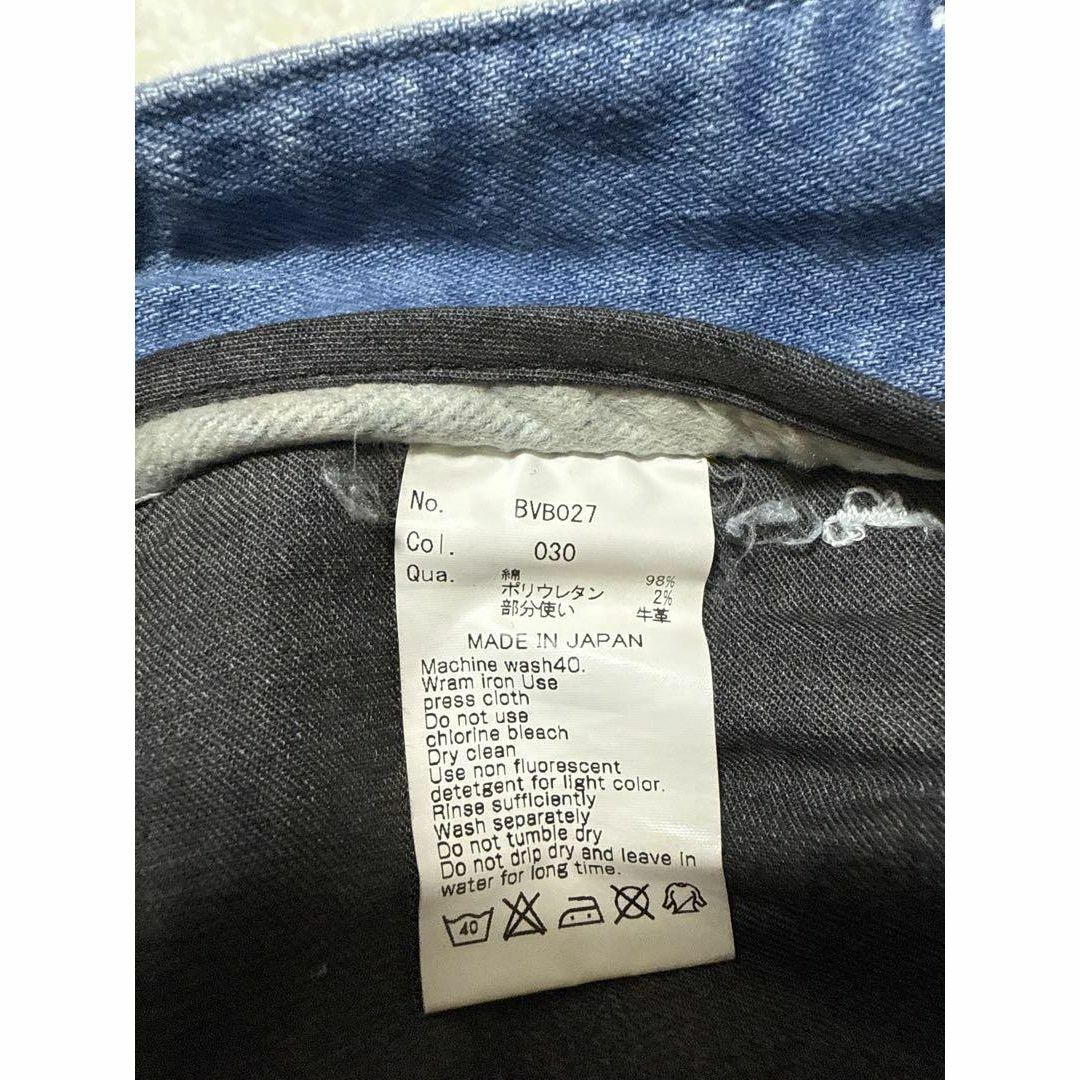 No. BVB027
Col. 030
Qua. 綿 98%
ポリウレタン 2%
部分使い 牛革
MADE IN JAPAN
Machine wash40.
Wram iron Use
press cloth
Do not use
chlorine bleach
Dry clean
Use non fluorescent
detetgent for light color.
Rinse sufficiently
Wash separately
Do not tumble dry
Do not drip dry and leave in
water for long time.
40